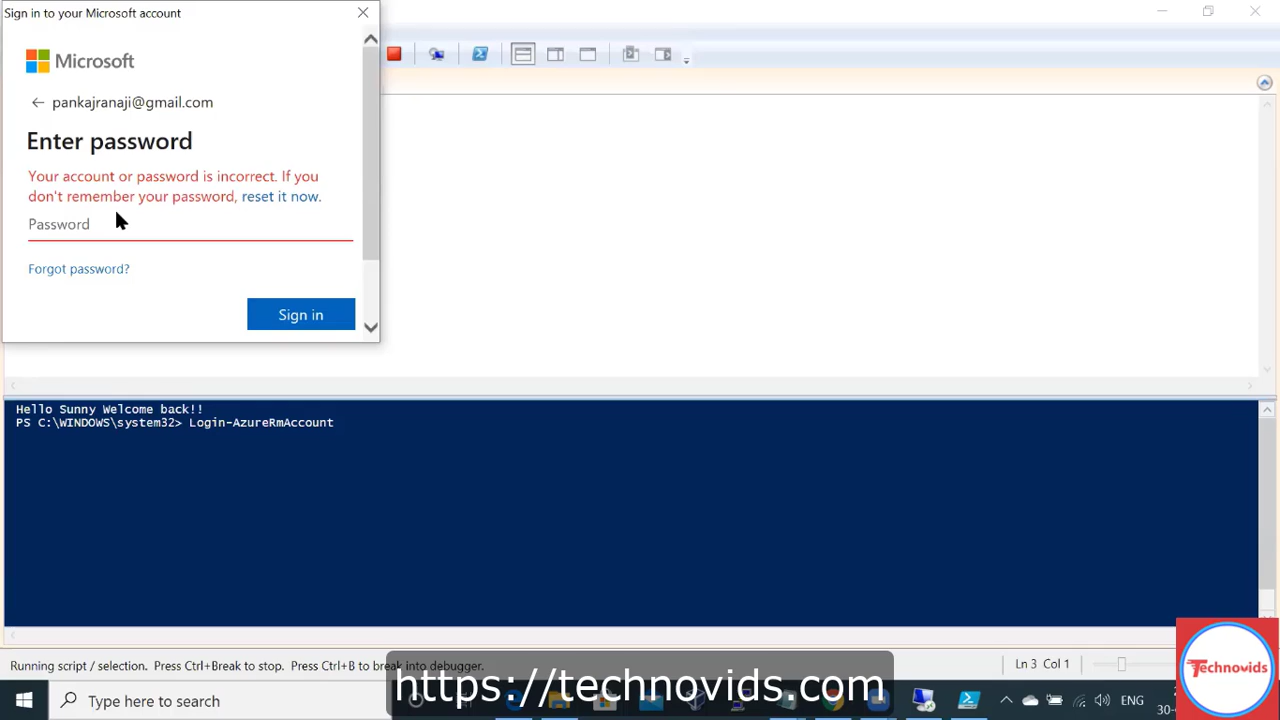 Sign in to your Microsoft account
Microsoft
pankajranaji@gmail.com
Enter password
Your account or password is incorrect. If you
don't remember your password, reset it now.
Password
Forgot password?
Sign in
Hello Sunny Welcome back!!
PS C:\WINDOWS\system32> Login-AzureRmAccount
Running script / selection. Press Ctrl+Break to stop. Press Ctrl+B to break into debugger.
Ln 3 Col 1
https://technovids.com
Technovids
Type here to search
ENG